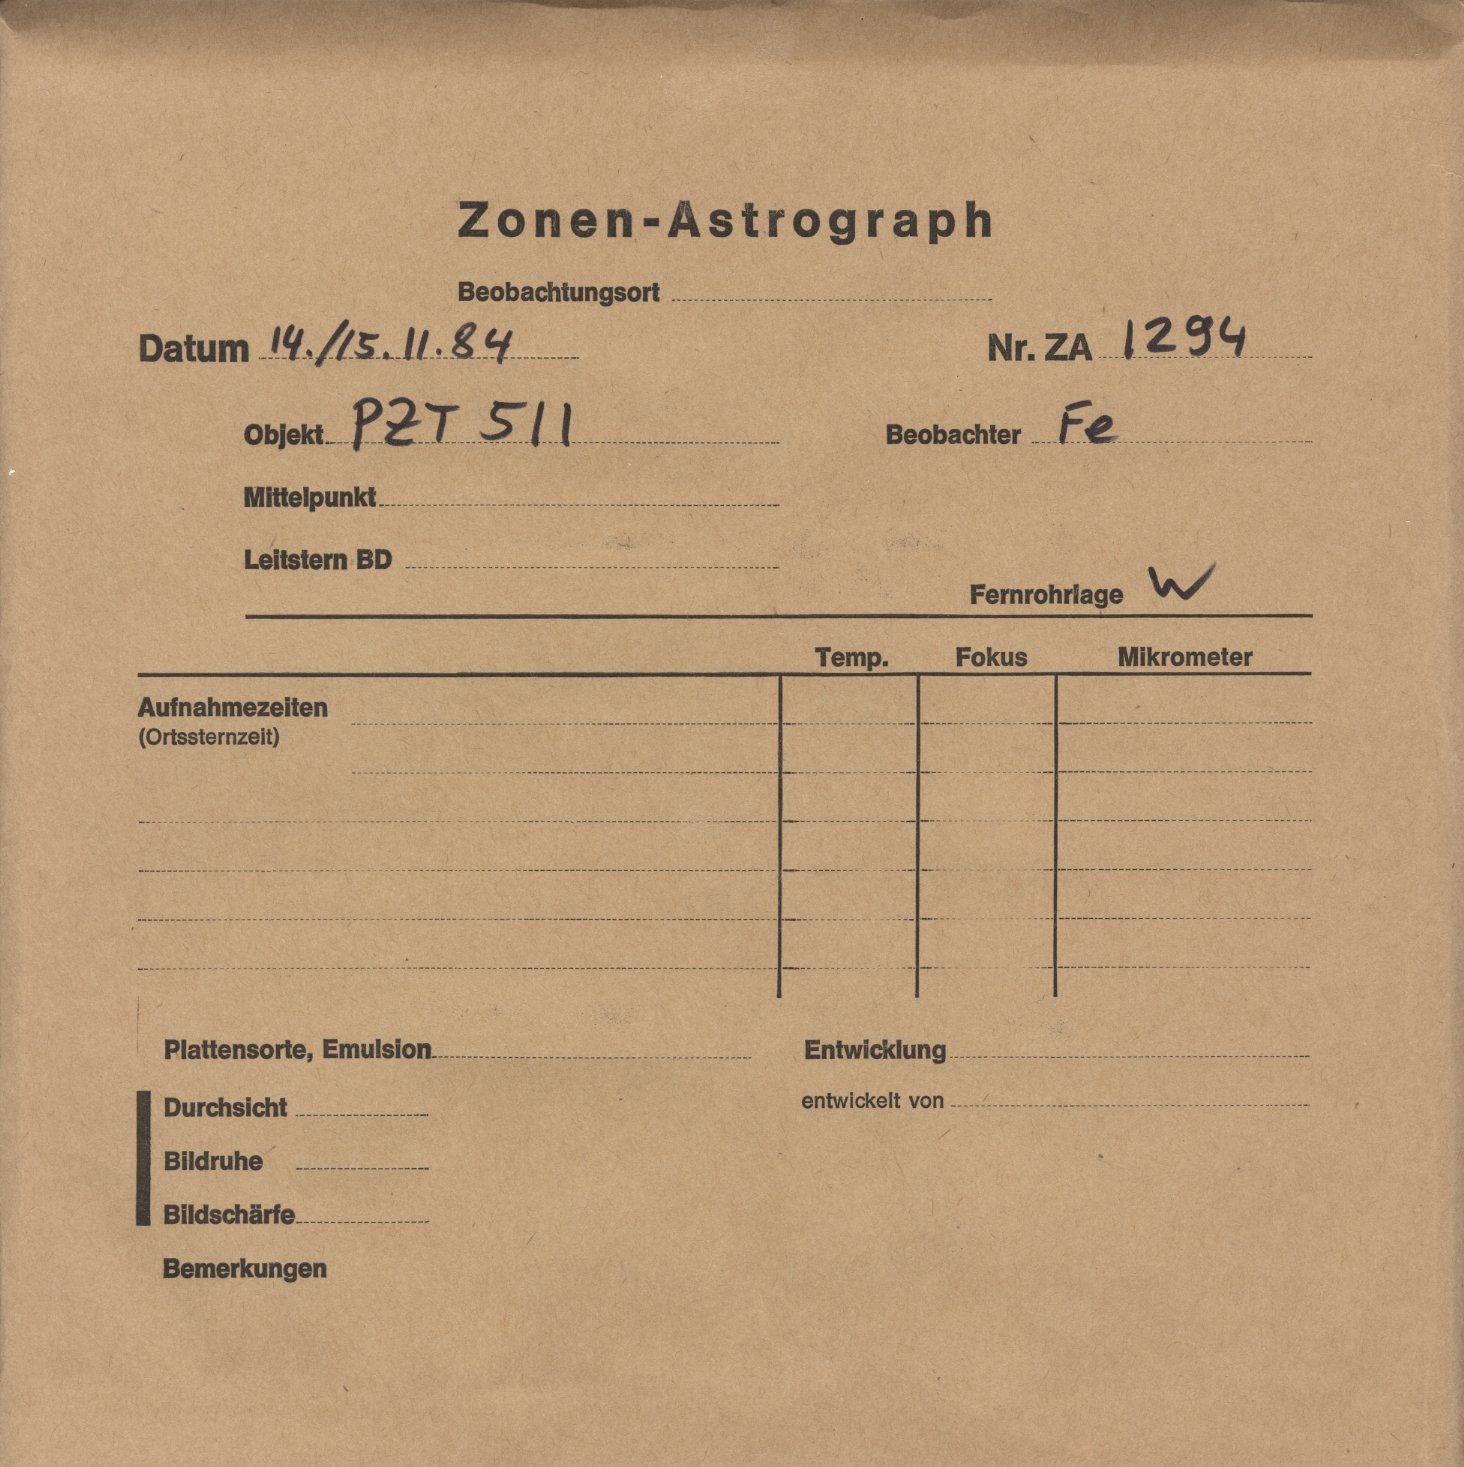 Zonen-Astrograph
Beobachtungsort
Datum 14./15.11.84 Nr. ZA 1294
Objekt PZT 511 Beobachter Fe
Mittelpunkt
Leitstern BD
Fernrohrlage W
Temp. Fokus Mikrometer
Aufnahmezeiten
(Ortssternzeit)
Plattensorte, Emulsion Entwicklung
Durchsicht entwickelt von
Bildruhe
Bildschärfe
Bemerkungen